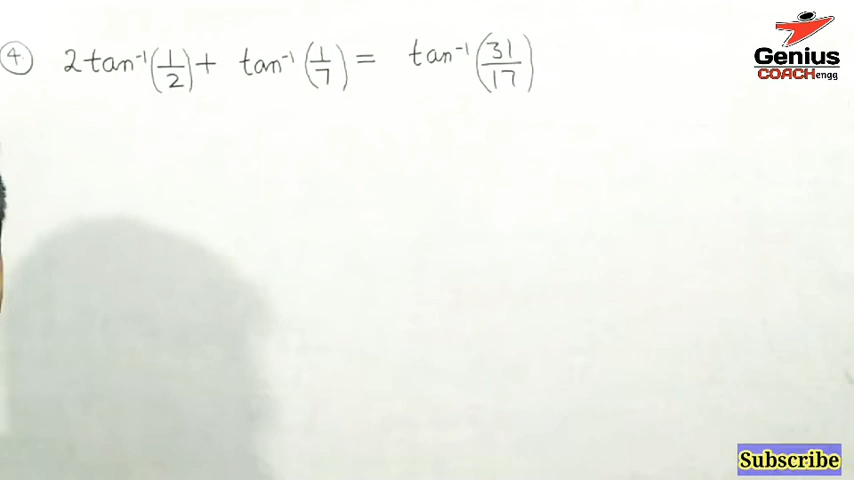 ④ 2tan⁻¹(1/2) + tan⁻¹(1/7) = tan⁻¹(31/17)
Genius
COACHengg
Subscribe